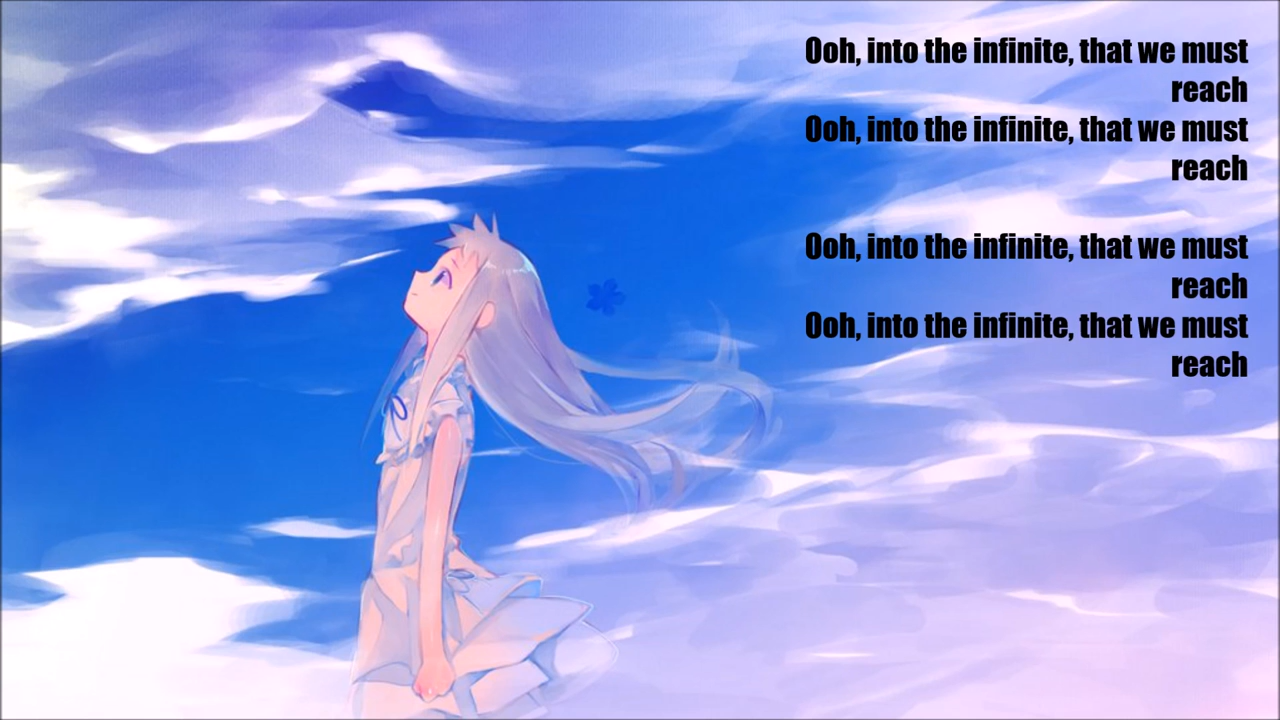 Ooh, into the infinite, that we must
reach
Ooh, into the infinite, that we must
reach
Ooh, into the infinite, that we must
reach
Ooh, into the infinite, that we must
reach